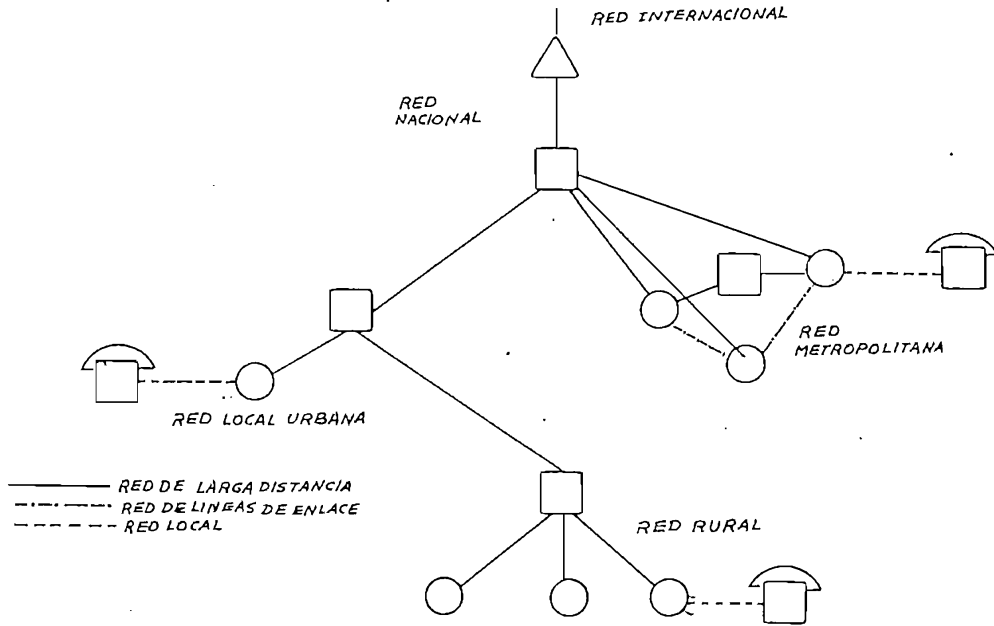 RED INTERNACIONAL
RED
NACIONAL
RED
METROPOLITANA
RED LOCAL URBANA
RED DE LARGA DISTANCIA
RED DE LINEAS DE ENLACE
RED LOCAL
RED RURAL